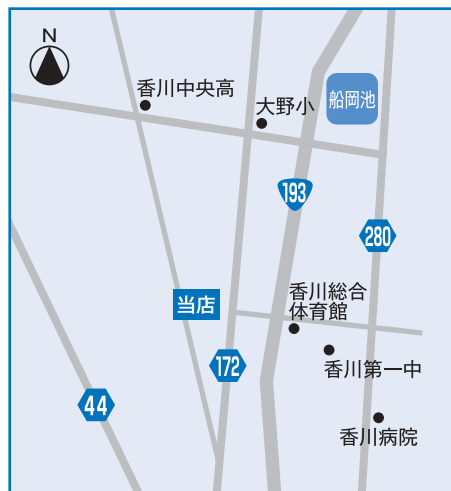 N
香川中央高
大野小
船岡池
193
280
当店
香川総合
体育館
172
香川第一中
44
香川病院